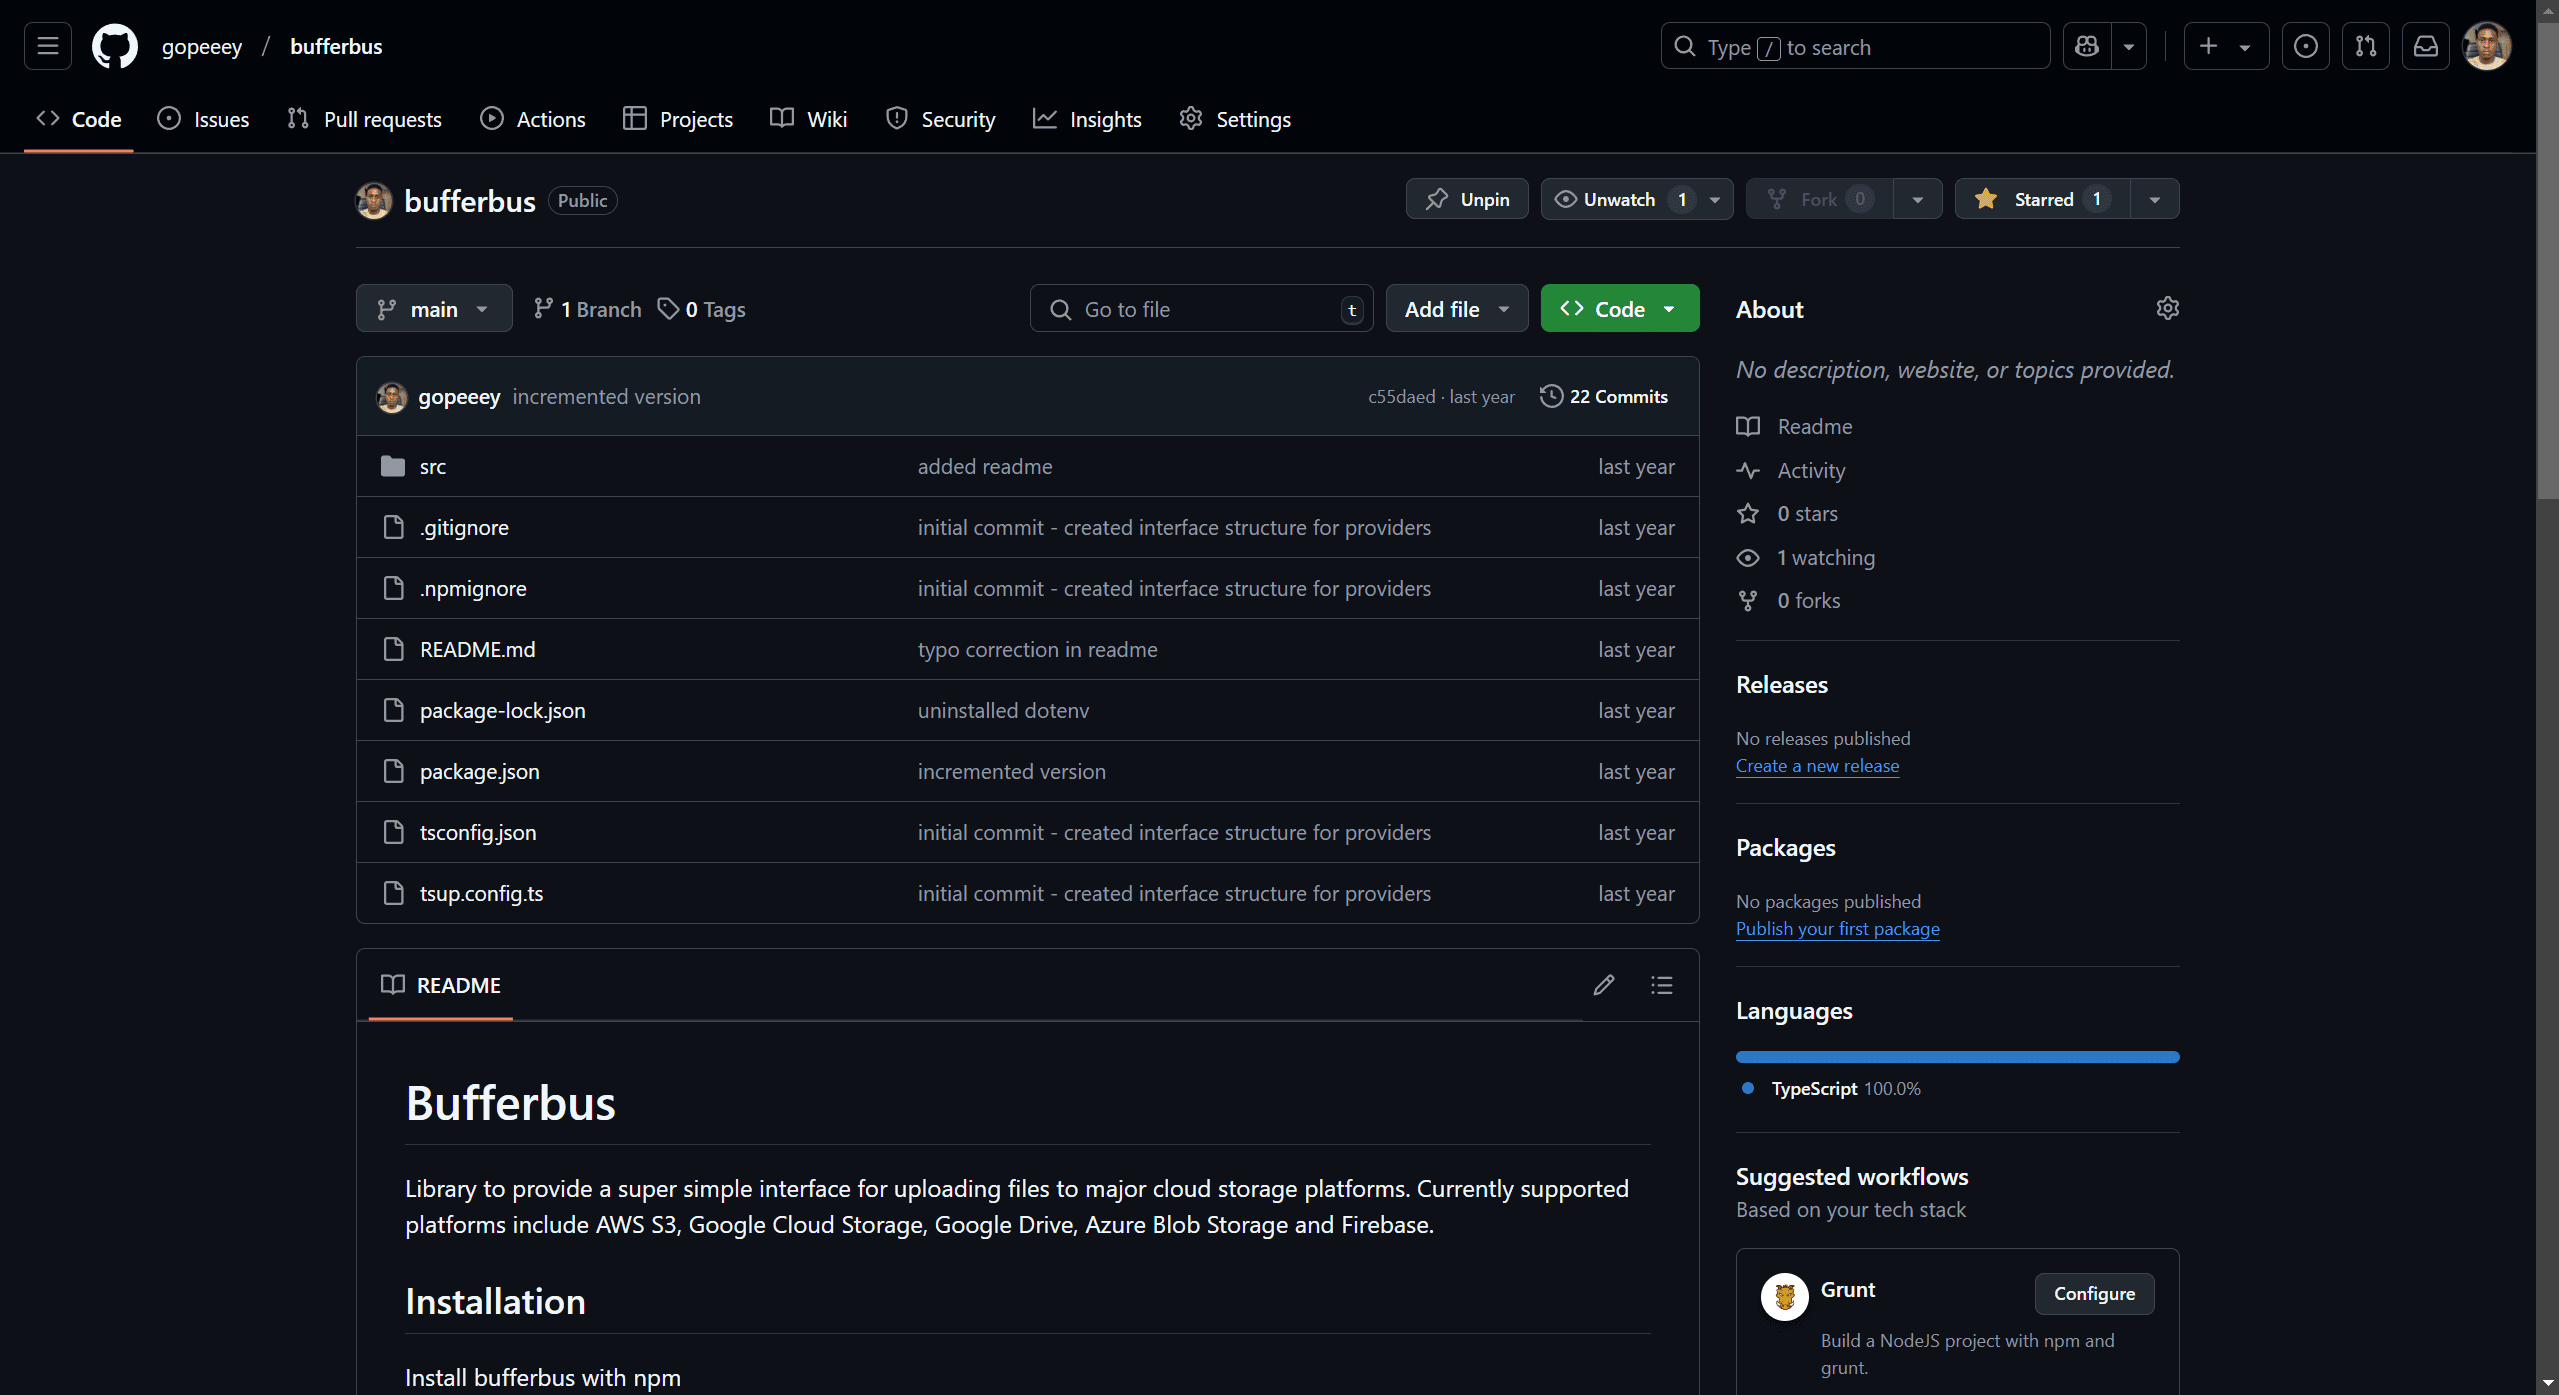 gopeeey / bufferbus
Type / to search
Code Issues Pull requests Actions Projects Wiki Security Insights Settings
bufferbus Public
Unpin Unwatch 1 Fork 0 Starred 1
main 1 Branch 0 Tags Go to file t Add file Code
gopeeey incremented version c55daed · last year 22 Commits
src added readme last year
.gitignore initial commit - created interface structure for providers last year
.npmignore initial commit - created interface structure for providers last year
README.md typo correction in readme last year
package-lock.json uninstalled dotenv last year
package.json incremented version last year
tsconfig.json initial commit - created interface structure for providers last year
tsup.config.ts initial commit - created interface structure for providers last year
README
Bufferbus
Library to provide a super simple interface for uploading files to major cloud storage platforms. Currently supported
platforms include AWS S3, Google Cloud Storage, Google Drive, Azure Blob Storage and Firebase.
Installation
Install bufferbus with npm
About
No description, website, or topics provided.
Readme
Activity
0 stars
1 watching
0 forks
Releases
No releases published
Create a new release
Packages
No packages published
Publish your first package
Languages
TypeScript 100.0%
Suggested workflows
Based on your tech stack
Grunt Configure
Build a NodeJS project with npm and
grunt.